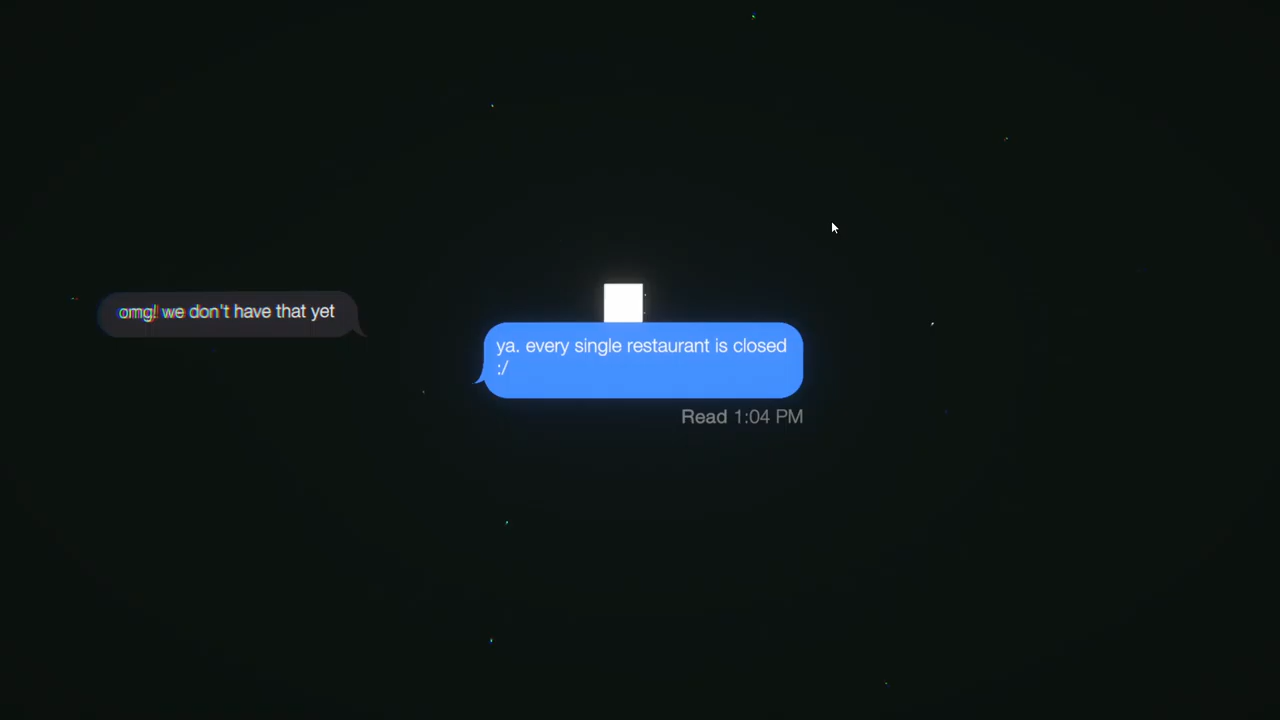 omg! we don't have that yet
ya. every single restaurant is closed
:/
Read 1:04 PM